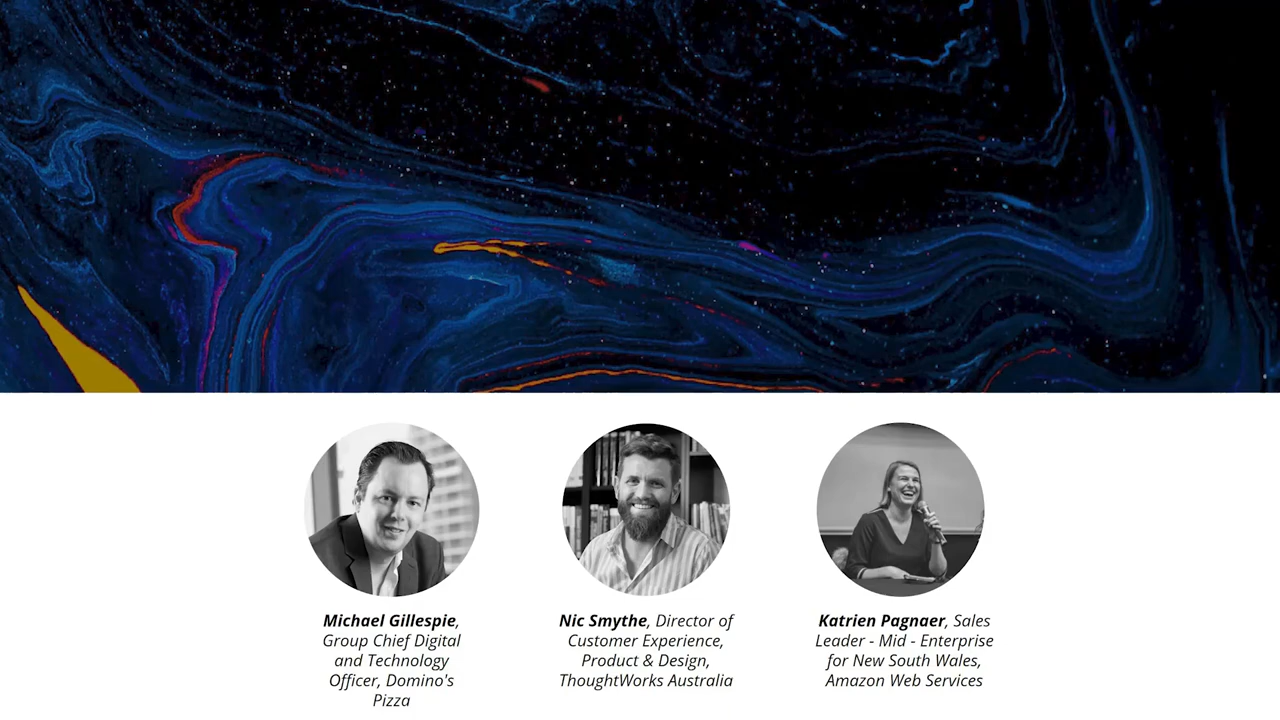 Michael Gillespie,
Group Chief Digital
and Technology
Officer, Domino's
Pizza
Nic Smythe, Director of
Customer Experience,
Product & Design,
ThoughtWorks Australia
Katrien Pagnaer, Sales
Leader - Mid - Enterprise
for New South Wales,
Amazon Web Services